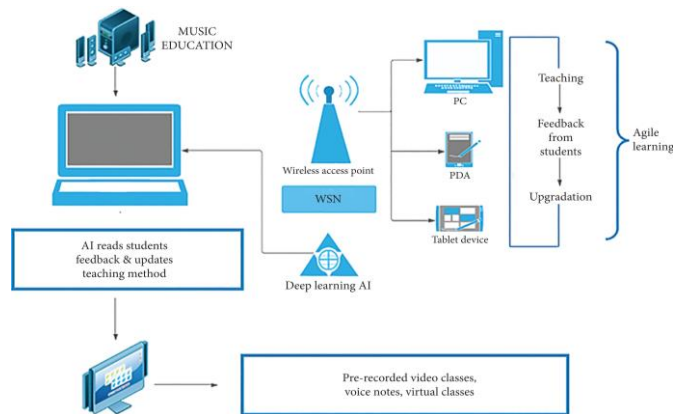 MUSIC
EDUCATION
PC
Teaching
Feedback
from
students
Agile
learning
Wireless access point
PDA
WSN
Upgradation
Tablet device
AI reads students
feedback & updates
teaching method
Deep learning AI
Pre-recorded video classes,
voice notes, virtual classes